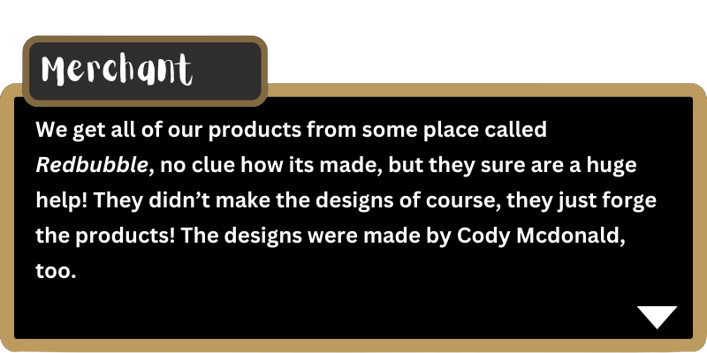 Merchant
We get all of our products from some place called
Redbubble, no clue how its made, but they sure are a huge
help! They didn’t make the designs of course, they just forge
the products! The designs were made by Cody Mcdonald,
too.